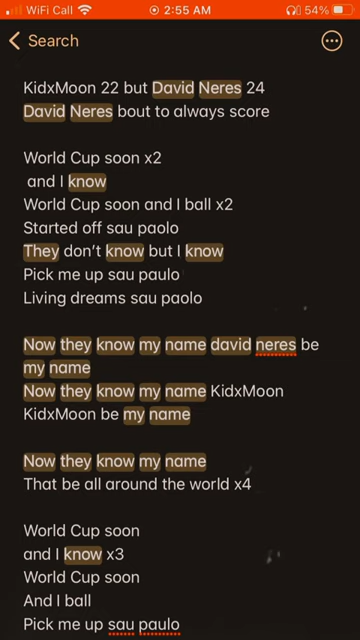 WiFi Call
2:55 AM
54%
Search
KidxMoon 22 but David Neres 24
David Neres bout to always score
World Cup soon x2
and I know
World Cup soon and I ball x2
Started off sau paolo
They don't know but I know
Pick me up sau paulo
Living dreams sau paolo
Now they know my name david neres be
my name
Now they know my name KidxMoon
KidxMoon be my name
Now they know my name
That be all around the world x4
World Cup soon
and I know x3
World Cup soon
And I ball
Pick me up sau paulo